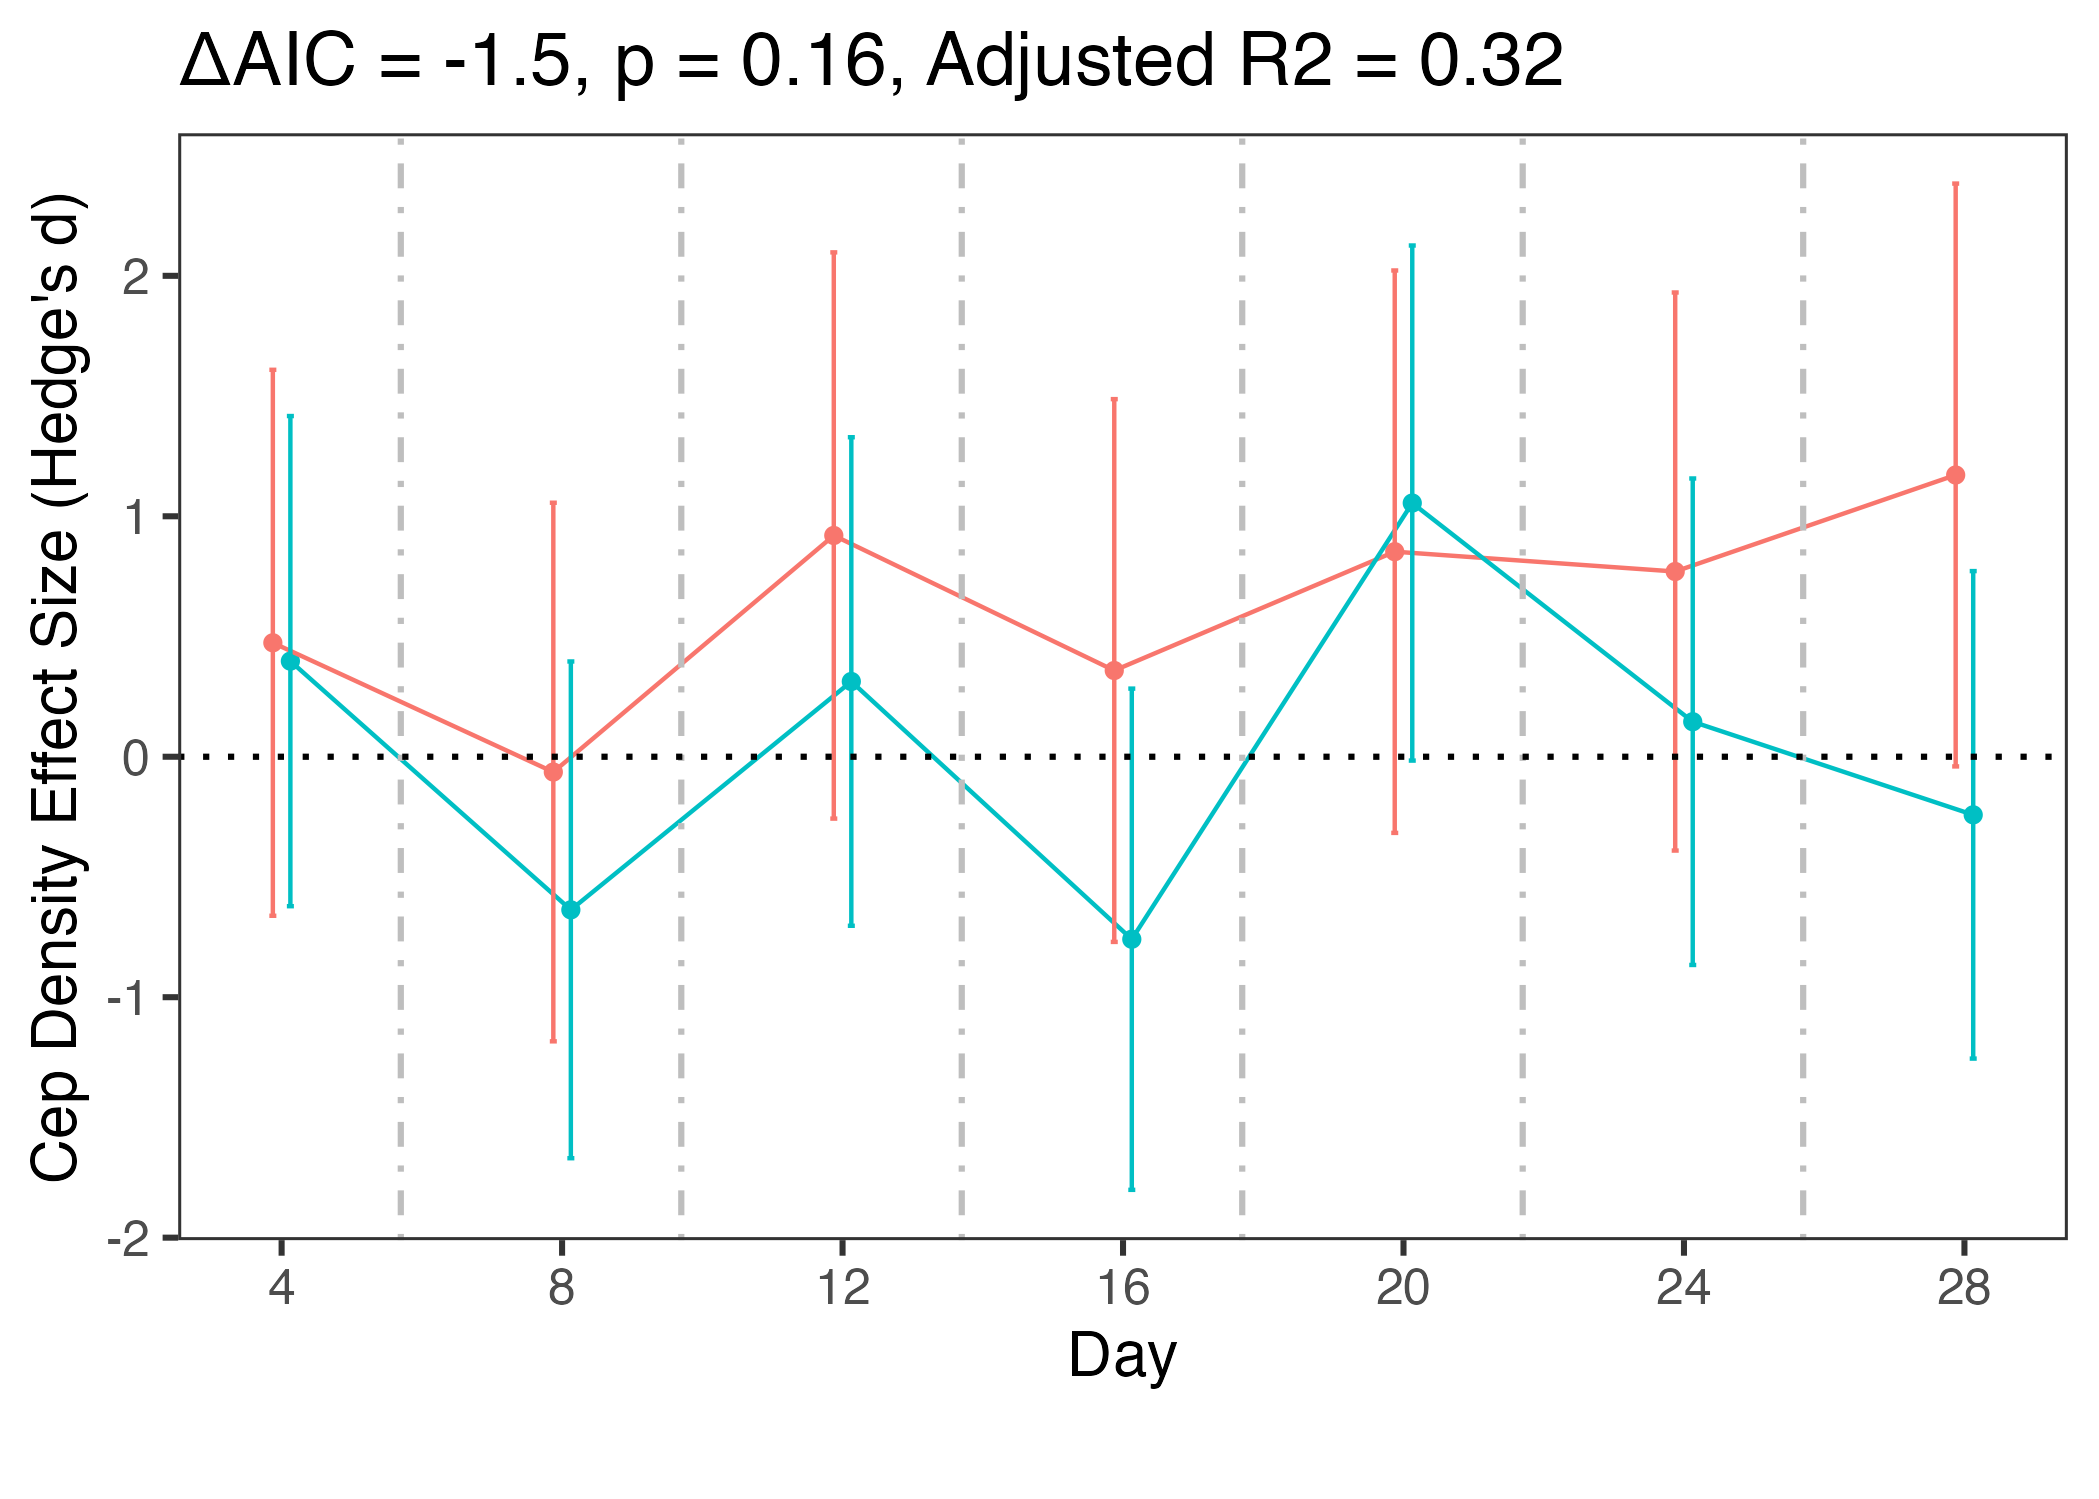 ΔAIC = -1.5, p = 0.16, Adjusted R2 = 0.32
Cep Density Effect Size (Hedge's d)
2
1
0
-1
-2
4 8 12 16 20 24 28
Day